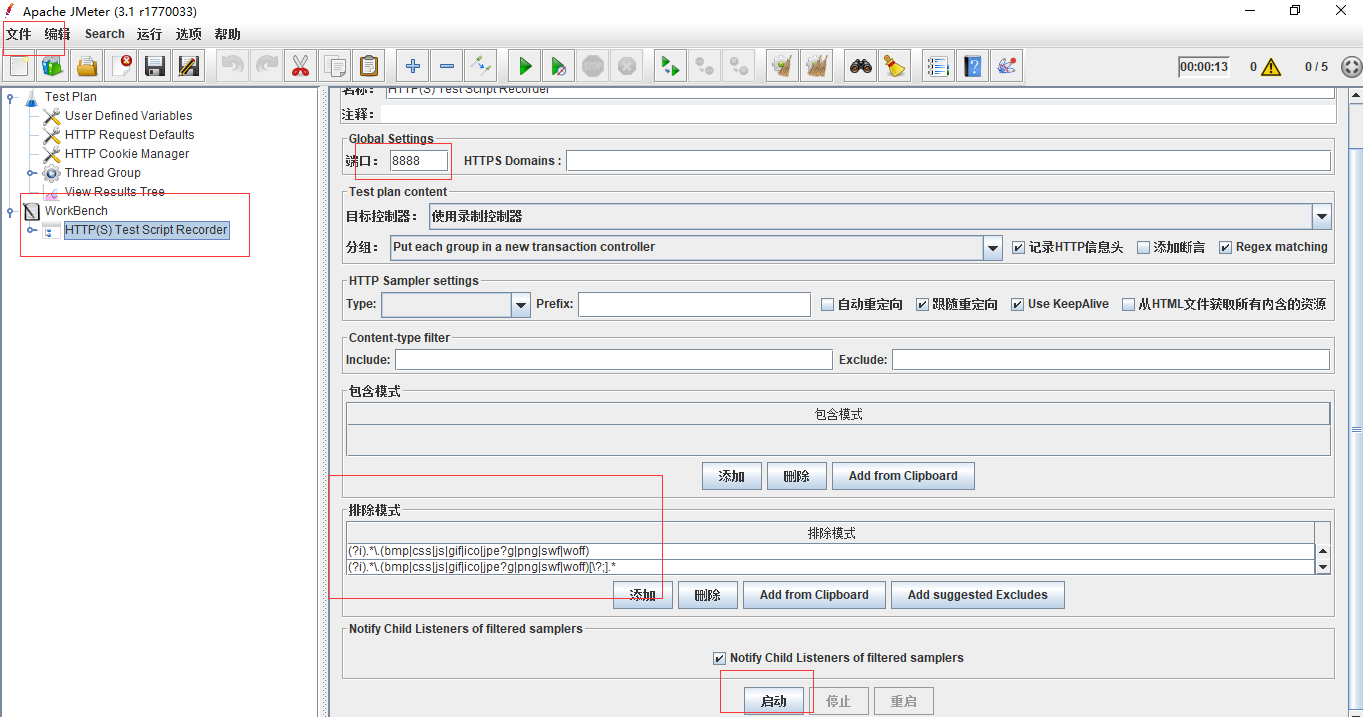 Apache JMeter (3.1 r1770033)
文件 编辑 Search 运行 选项 帮助
STOP 00:00:13 0 0 / 5
Test Plan
User Defined Variables
HTTP Request Defaults
HTTP Cookie Manager
Thread Group
View Results Tree
WorkBench
HTTP(S) Test Script Recorder
名称： HTTP(S) Test Script Recorder
注释：
Global Settings
端口： 8888 HTTPS Domains :
Test plan content
目标控制器： 使用录制控制器
分组： Put each group in a new transaction controller 记录HTTP信息头 添加断言 Regex matching
HTTP Sampler settings
Type: Prefix: 自动重定向 跟随重定向 Use KeepAlive 从HTML文件获取所有内含的资源
Content-type filter
Include: Exclude:
包含模式
包含模式
添加 删除 Add from Clipboard
排除模式
排除模式
(?i).*\.(bmp|css|js|gif|ico|jpe?g|png|swf|woff)
(?i).*\.(bmp|css|js|gif|ico|jpe?g|png|swf|woff)[\?;].*
添加 删除 Add from Clipboard Add suggested Excludes
Notify Child Listeners of filtered samplers
Notify Child Listeners of filtered samplers
启动 停止 重启